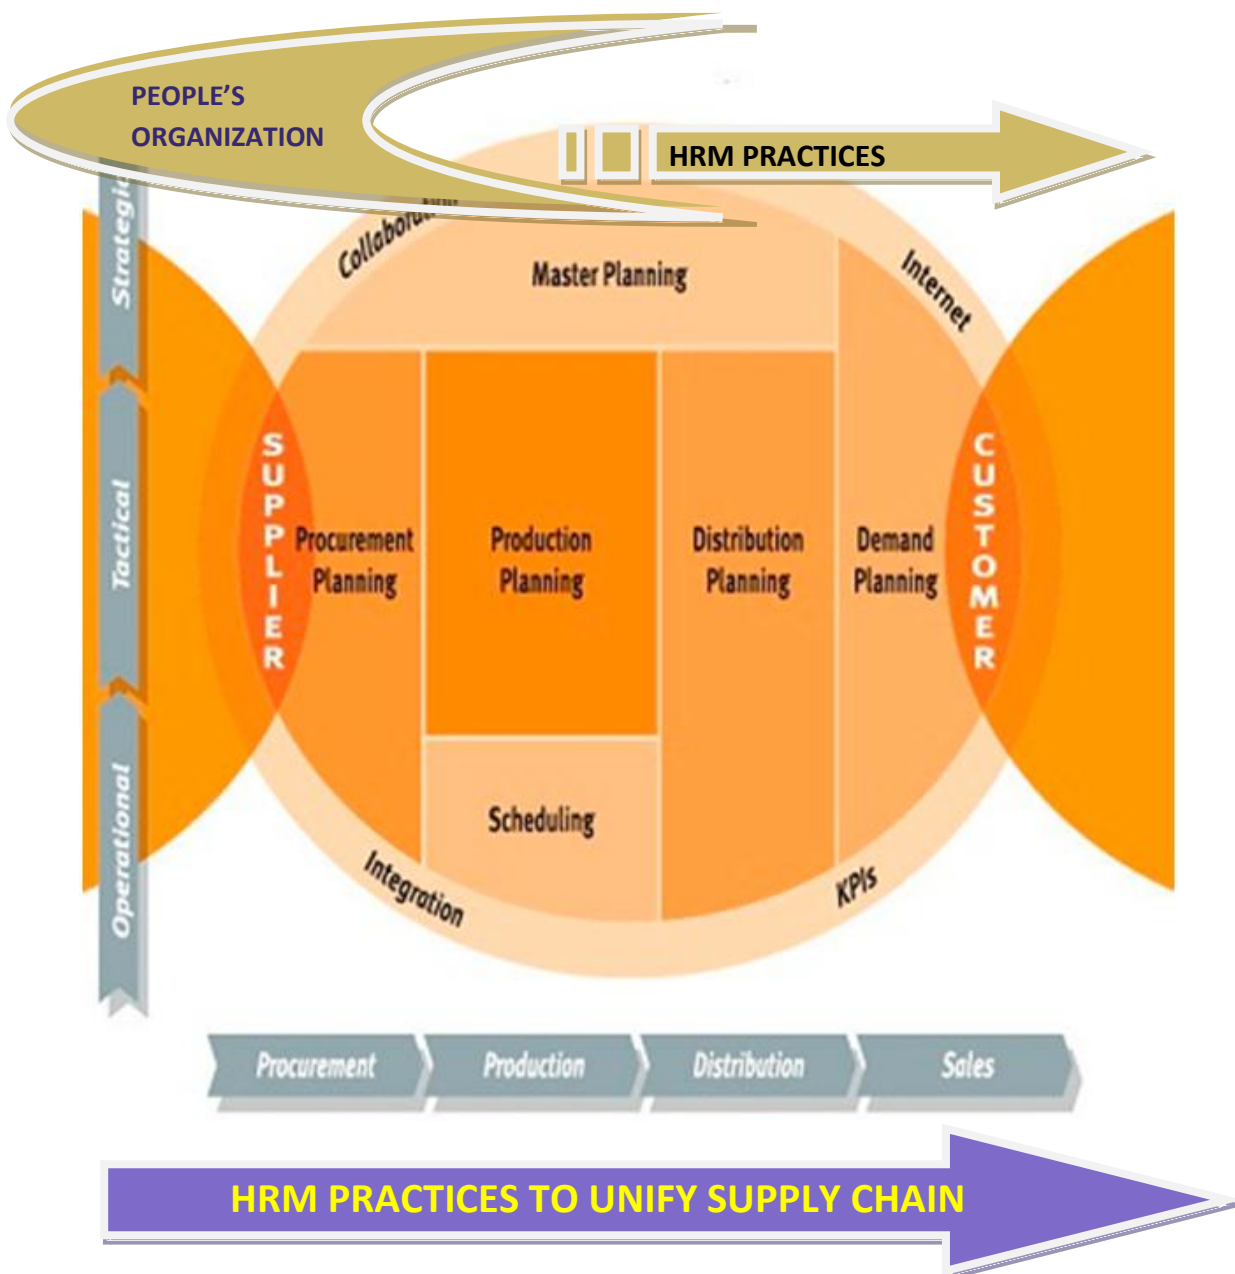 PEOPLE’S
ORGANIZATION
HRM PRACTICES
Strategic
Internet
Master Planning
SUPPLIER
CUSTOMER
Tactical
Procurement
Planning
Production
Planning
Distribution
Planning
Demand
Planning
Scheduling
Operational
Integration
KPIs
Procurement
Production
Distribution
Sales
HRM PRACTICES TO UNIFY SUPPLY CHAIN